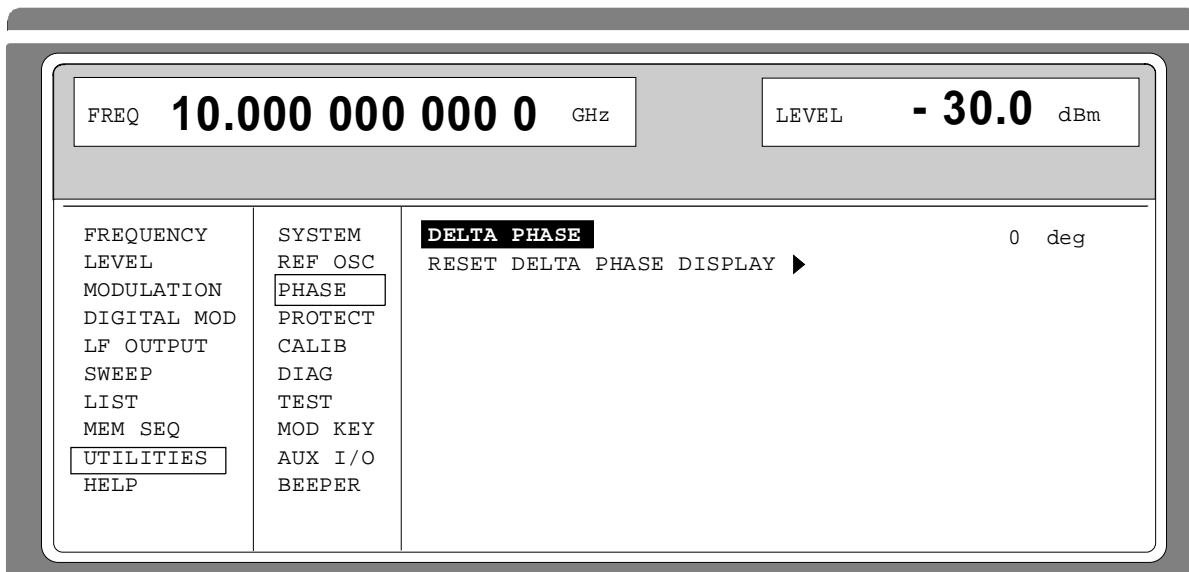 FREQ 10.000 000 000 0 GHz
LEVEL - 30.0 dBm
FREQUENCY
LEVEL
MODULATION
DIGITAL MOD
LF OUTPUT
SWEEP
LIST
MEM SEQ
UTILITIES
HELP
SYSTEM
REF OSC
PHASE
PROTECT
CALIB
DIAG
TEST
MOD KEY
AUX I/O
BEEPER
DELTA PHASE 0 deg
RESET DELTA PHASE DISPLAY